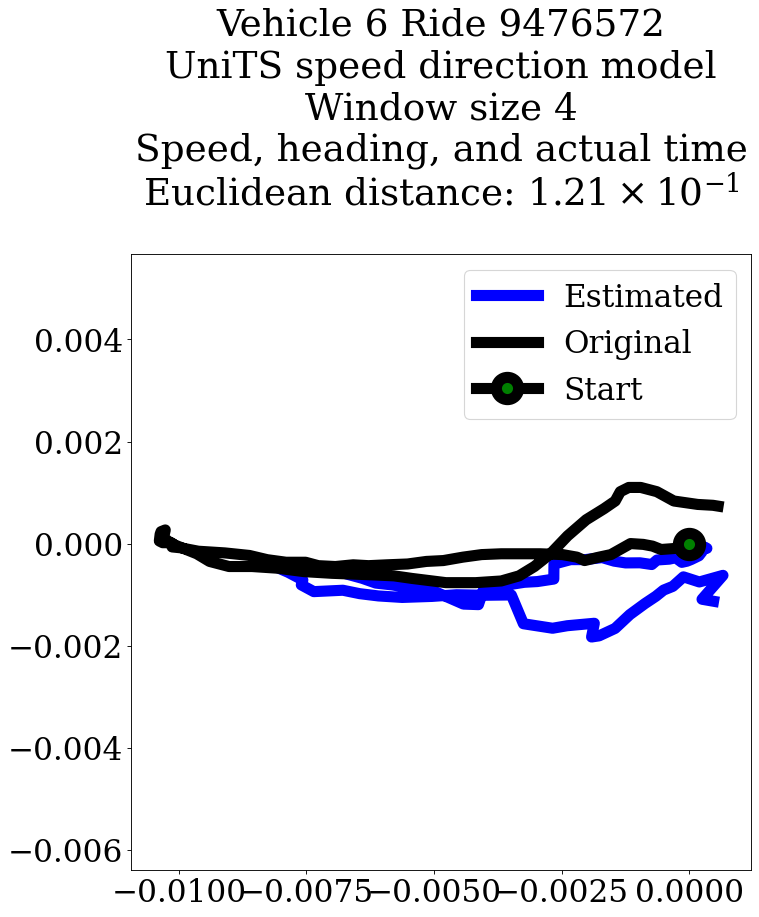 Vehicle 6 Ride 9476572
UniTS speed direction model
Window size 4
Speed, heading, and actual time
Euclidean distance: 1.21 × 10⁻¹
Estimated
Original
Start
0.004
0.002
0.000
−0.002
−0.004
−0.006
−0.0100 −0.0075 −0.0050 −0.0025 0.0000